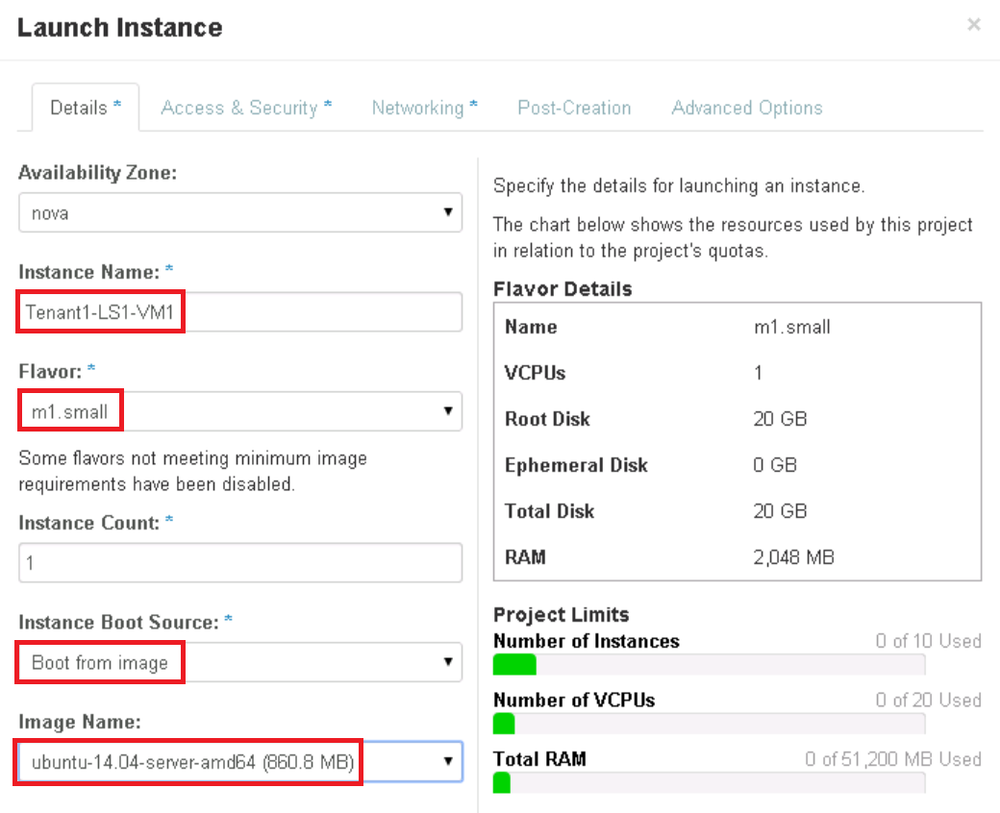 Launch Instance ×
Details * Access & Security * Networking * Post-Creation Advanced Options
Availability Zone:
nova
Instance Name: *
Tenant1-LS1-VM1
Flavor: *
m1.small
Some flavors not meeting minimum image
requirements have been disabled.
Instance Count: *
1
Instance Boot Source: *
Boot from image
Image Name:
ubuntu-14.04-server-amd64 (860.8 MB)
Specify the details for launching an instance.
The chart below shows the resources used by this project
in relation to the project's quotas.
Flavor Details
Name m1.small
VCPUs 1
Root Disk 20 GB
Ephemeral Disk 0 GB
Total Disk 20 GB
RAM 2,048 MB
Project Limits
Number of Instances 0 of 10 Used
Number of VCPUs 0 of 20 Used
Total RAM 0 of 51,200 MB Used